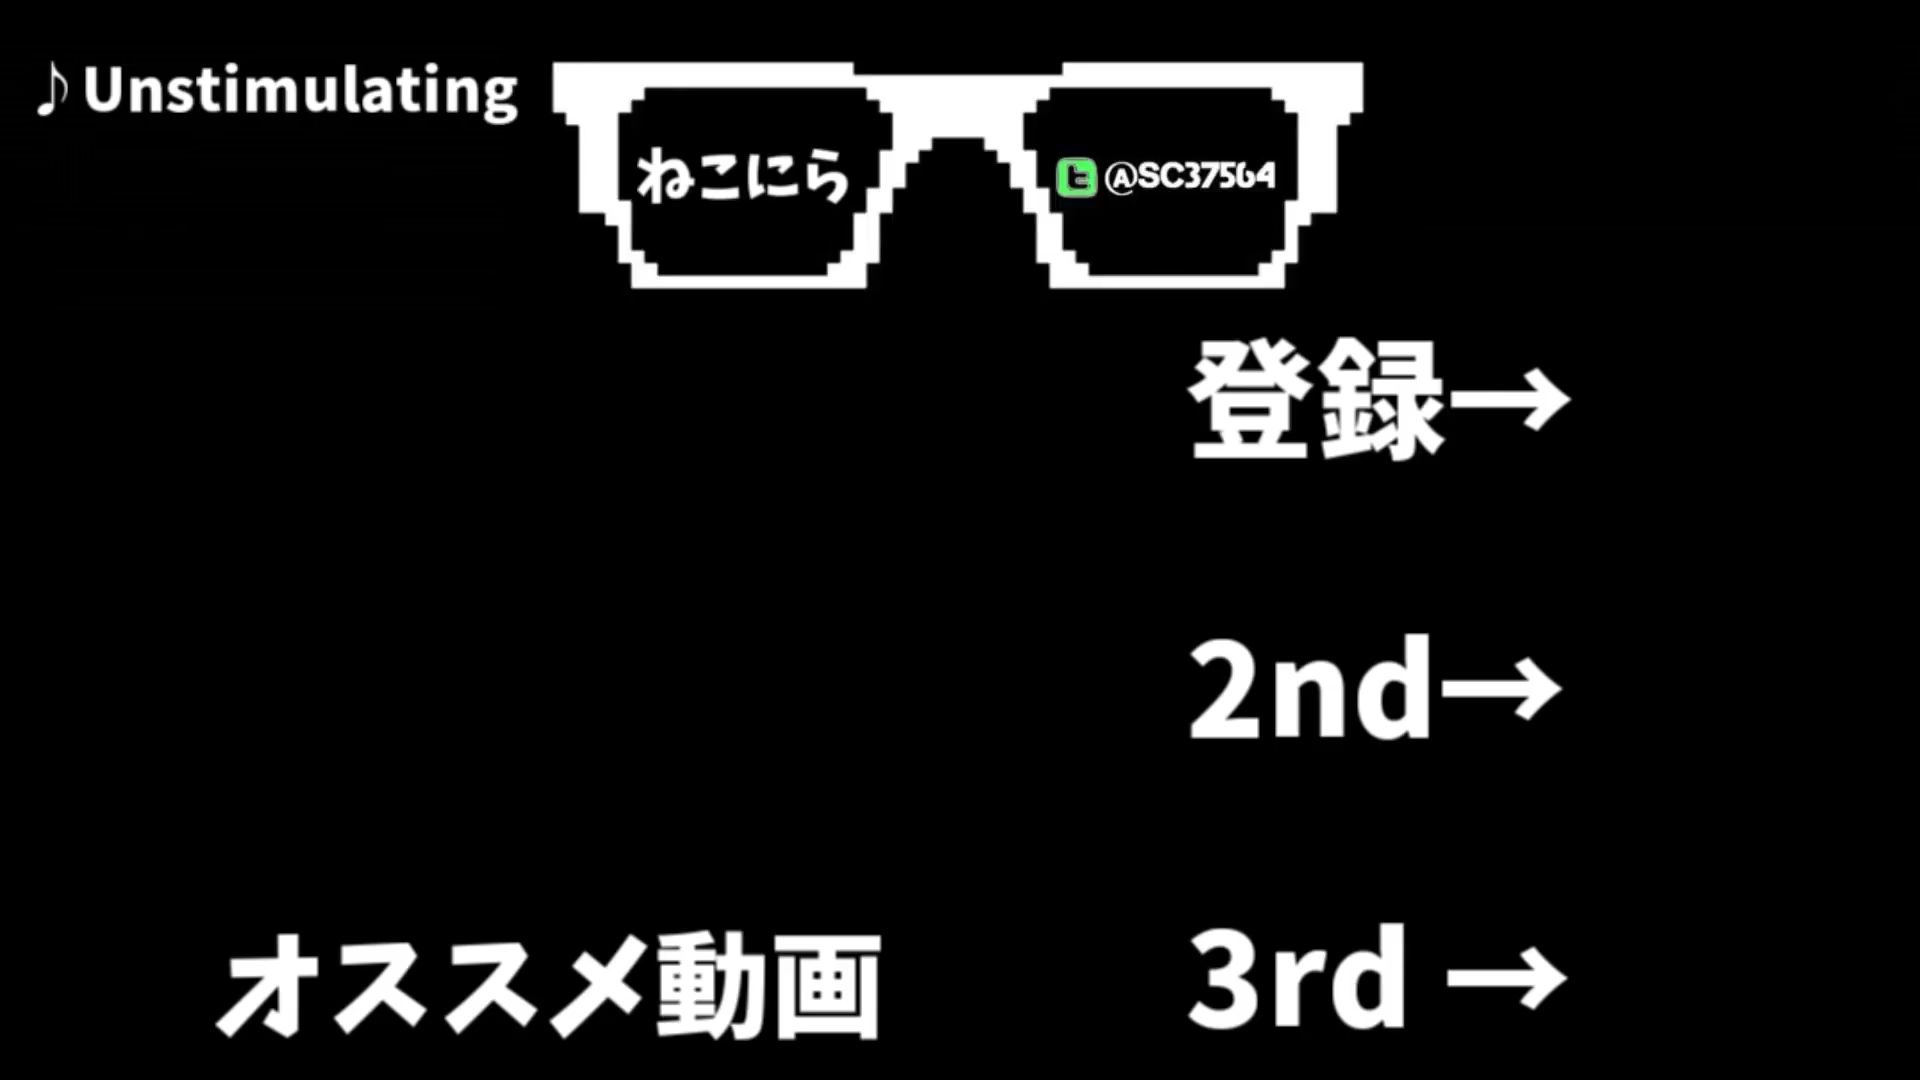 ♪Unstimulating
ねこにら
@SC37564
登録→
2nd→
オススメ動画
3rd→